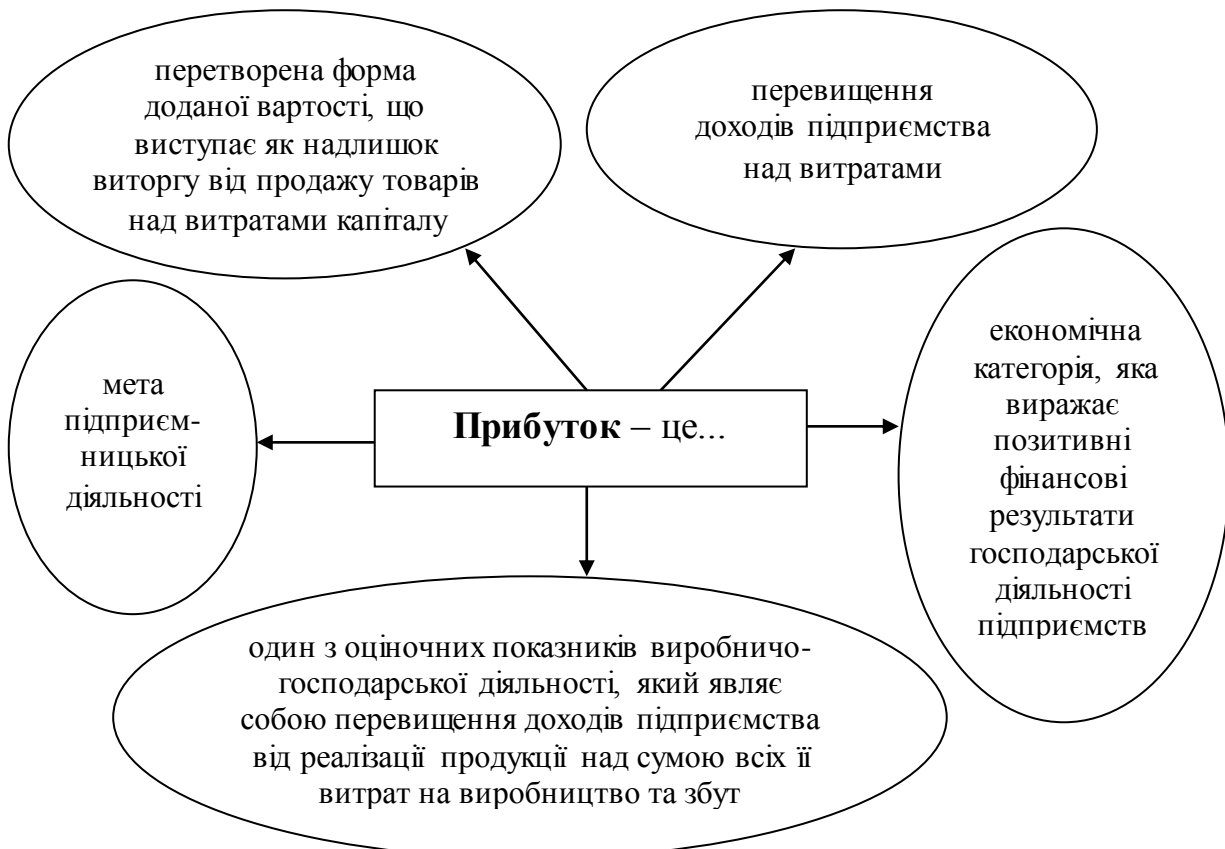 перетворена форма
доданої вартості, що
виступає як надлишок
виторгу від продажу товарів
над витратами капіталу
перевищення
доходів підприємства
над витратами
мета
підприєм-
ницької
діяльності
Прибуток – це...
економічна
категорія, яка
виражає
позитивні
фінансові
результати
господарської
діяльності
підприємств
один з оціночних показників виробничо-
господарської діяльності, який являє
собою перевищення доходів підприємства
від реалізації продукції над сумою всіх її
витрат на виробництво та збут